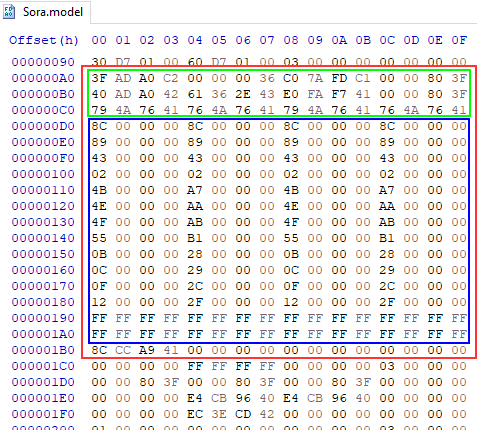 Sora.model
Offset(h) 00 01 02 03 04 05 06 07 08 09 0A 0B 0C 0D 0E 0F
00000090 30 D7 01 00 60 D7 01 00 03 00 00 00 00 00 00 00
000000A0 3F AD A0 C2 00 00 00 36 C0 7A FD C1 00 00 80 3F
000000B0 40 AD A0 42 61 36 2E 43 E0 FA F7 41 00 00 80 3F
000000C0 79 4A 76 41 76 4A 76 41 79 4A 76 41 76 4A 76 41
000000D0 8C 00 00 00 8C 00 00 00 8C 00 00 00 8C 00 00 00
000000E0 89 00 00 00 89 00 00 00 89 00 00 00 89 00 00 00
000000F0 43 00 00 00 43 00 00 00 43 00 00 00 43 00 00 00
00000100 02 00 00 00 02 00 00 00 02 00 00 00 02 00 00 00
00000110 4B 00 00 00 A7 00 00 00 4B 00 00 00 A7 00 00 00
00000120 4E 00 00 00 AA 00 00 00 4E 00 00 00 AA 00 00 00
00000130 4F 00 00 00 AB 00 00 00 4F 00 00 00 AB 00 00 00
00000140 55 00 00 00 B1 00 00 00 55 00 00 00 B1 00 00 00
00000150 0B 00 00 00 28 00 00 00 0B 00 00 00 28 00 00 00
00000160 0C 00 00 00 29 00 00 00 0C 00 00 00 29 00 00 00
00000170 0F 00 00 00 2C 00 00 00 0F 00 00 00 2C 00 00 00
00000180 12 00 00 00 2F 00 00 00 12 00 00 00 2F 00 00 00
00000190 FF FF FF FF FF FF FF FF FF FF FF FF FF FF FF FF
000001A0 FF FF FF FF FF FF FF FF FF FF FF FF FF FF FF FF
000001B0 8C CC A9 41 00 00 00 00 00 00 00 00 00 00 00 00
000001C0 00 00 00 00 FF FF FF FF 00 00 00 00 03 00 00 00
000001D0 00 00 80 3F 00 00 80 3F 00 00 80 3F 00 00 00 00
000001E0 00 00 00 00 E4 CB 96 40 E4 CB 96 40 00 00 00 00
000001F0 00 00 00 00 EC 3E CD 42 00 00 00 00 00 00 00 00